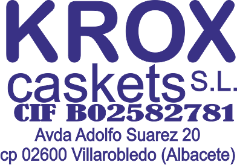 KROX
caskets S.L.
CIF B02582781
Avda Adolfo Suarez 20
cp 02600 Villarobledo (Albacete)